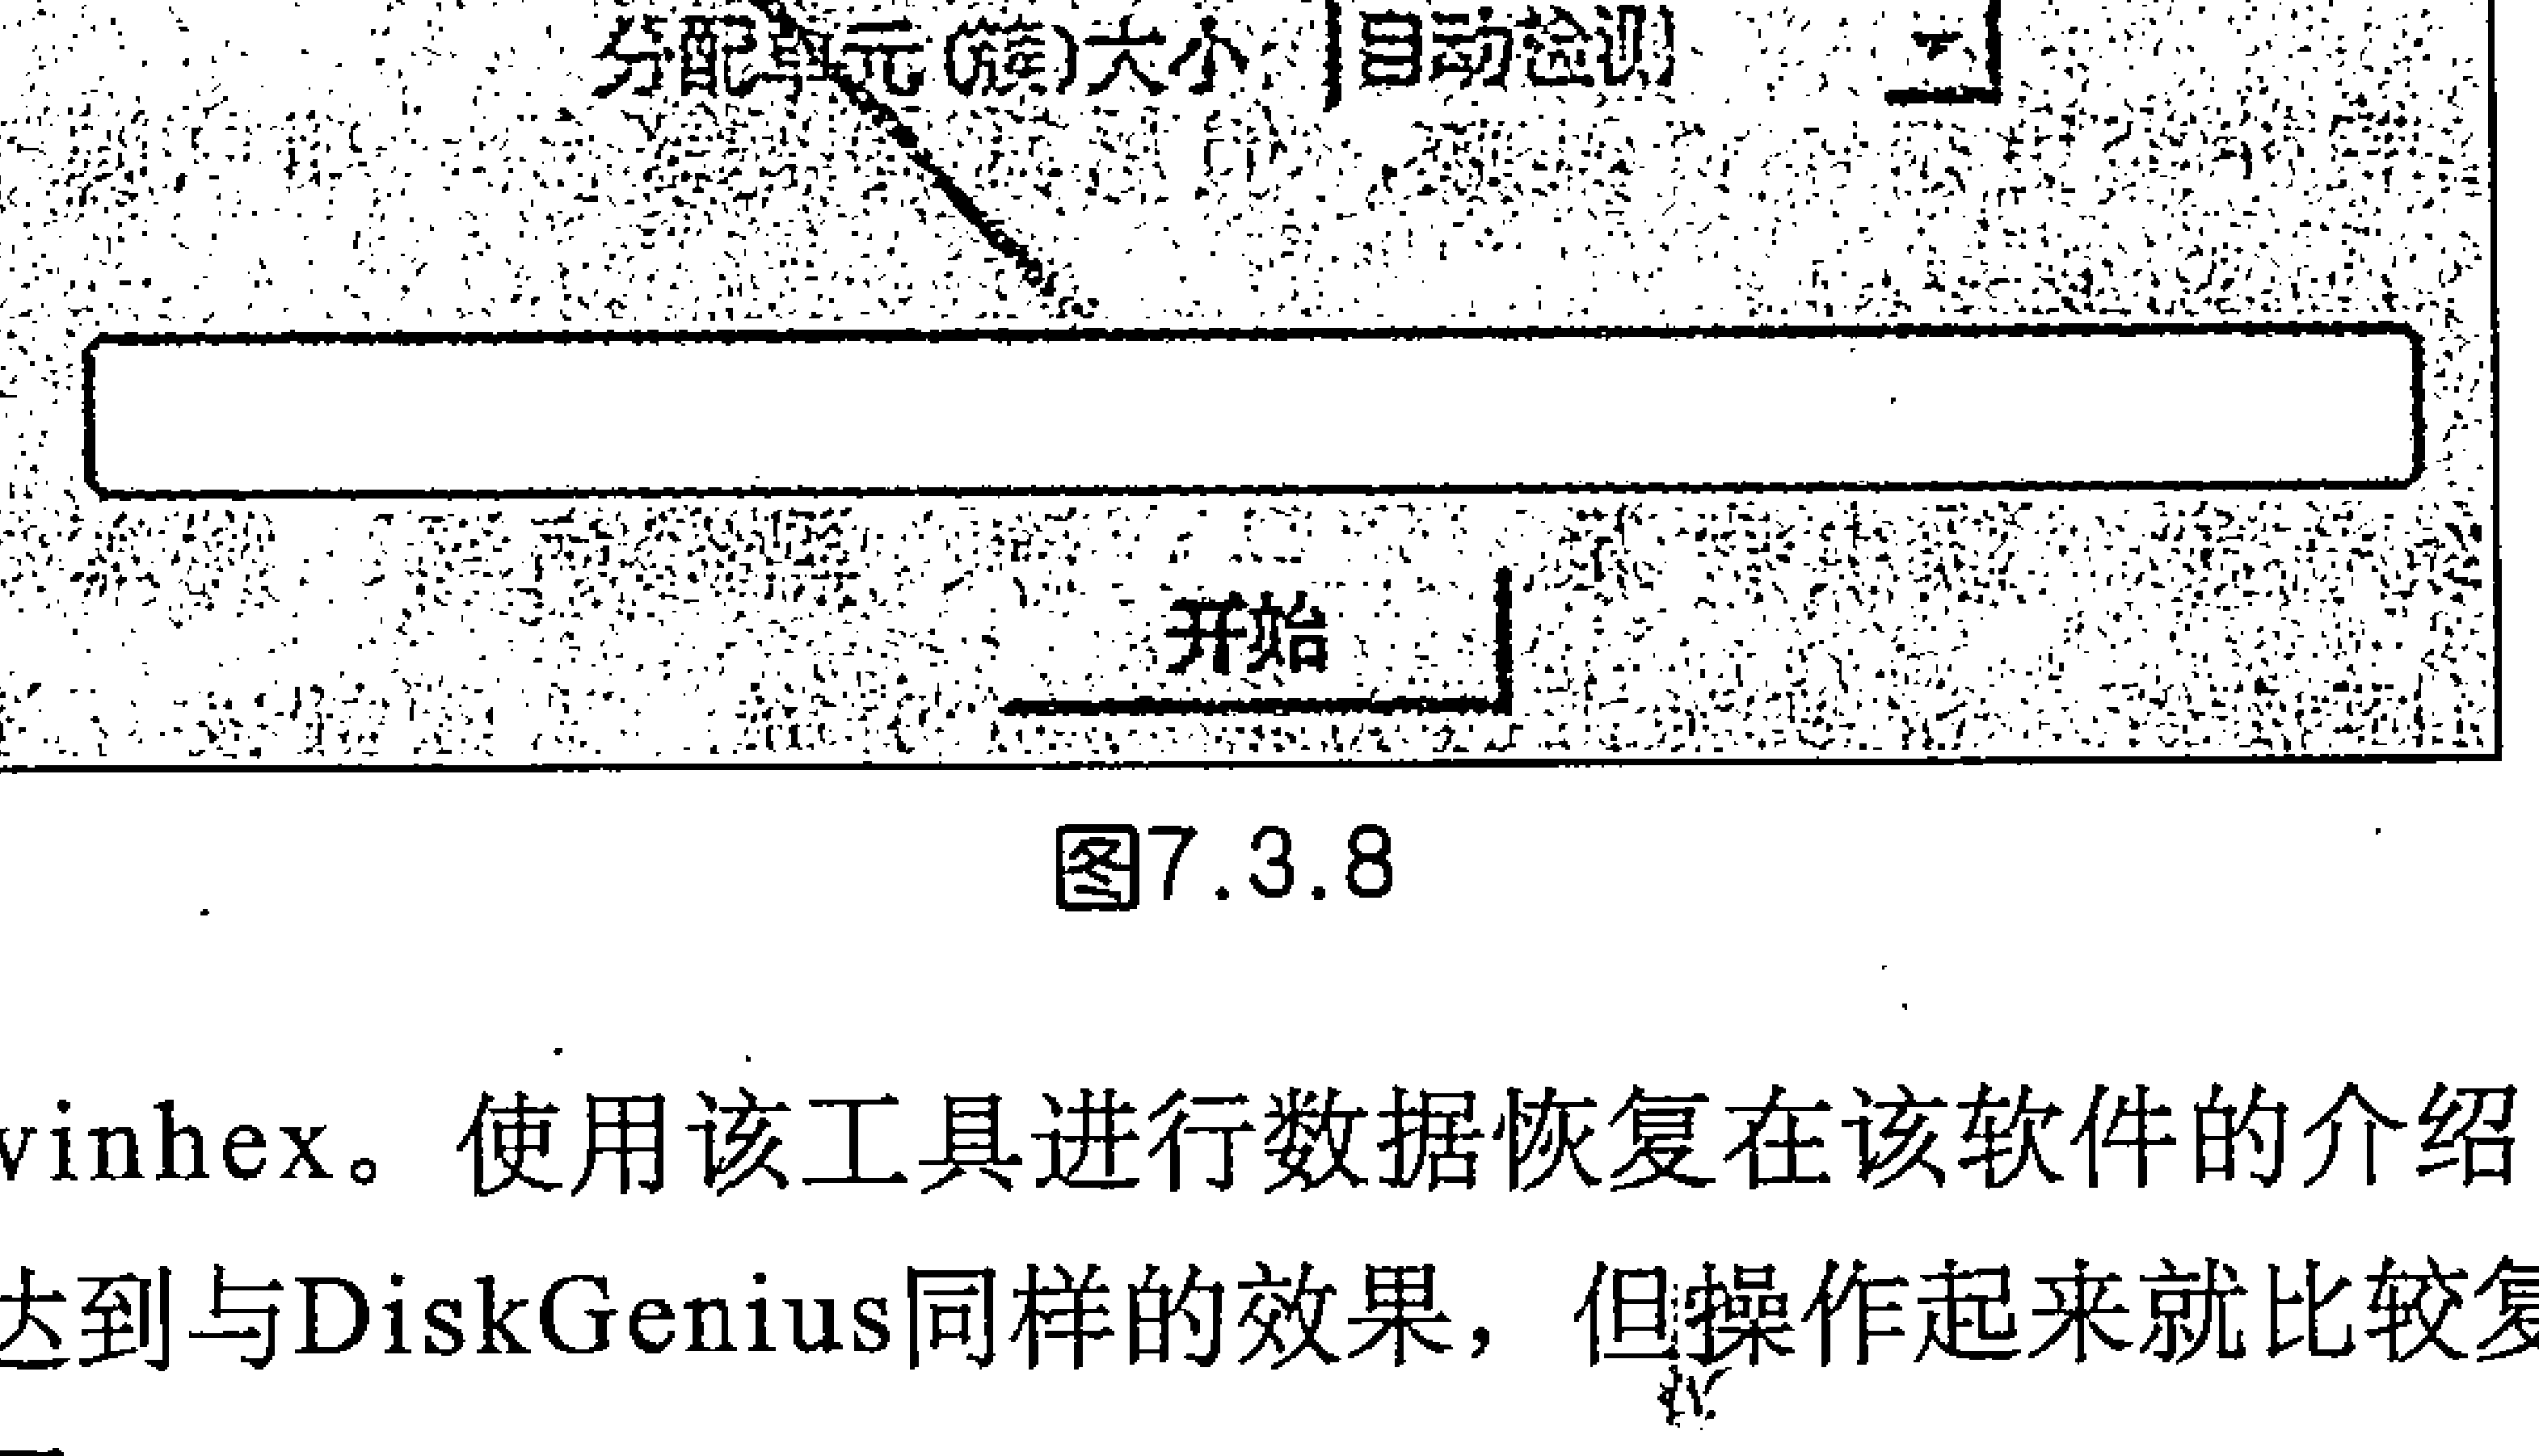 分配单元(簇)大小 自动检测
开始
图7.3.8
vinhex。使用该工具进行数据恢复在该软件的介绍
达到与DiskGenius同样的效果，但操作起来就比较复